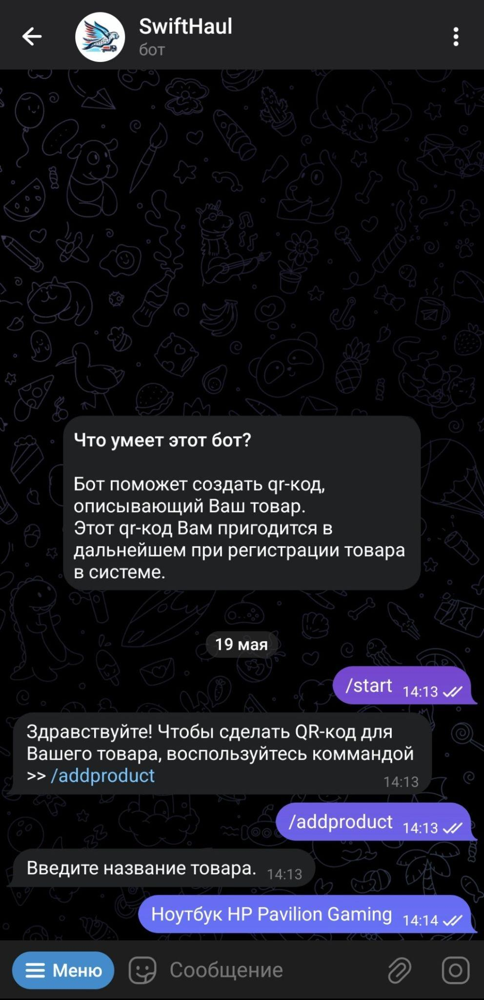 SwiftHaul
бот
Что умеет этот бот?
Бот поможет создать qr-код,
описывающий Ваш товар.
Этот qr-код Вам пригодится в
дальнейшем при регистрации товара
в системе.
19 мая
/start 14:13
Здравствуйте! Чтобы сделать QR-код для
Вашего товара, воспользуйтесь коммандой
>> /addproduct 14:13
/addproduct 14:13
Введите название товара. 14:13
Ноутбук HP Pavilion Gaming 14:14
Меню Сообщение